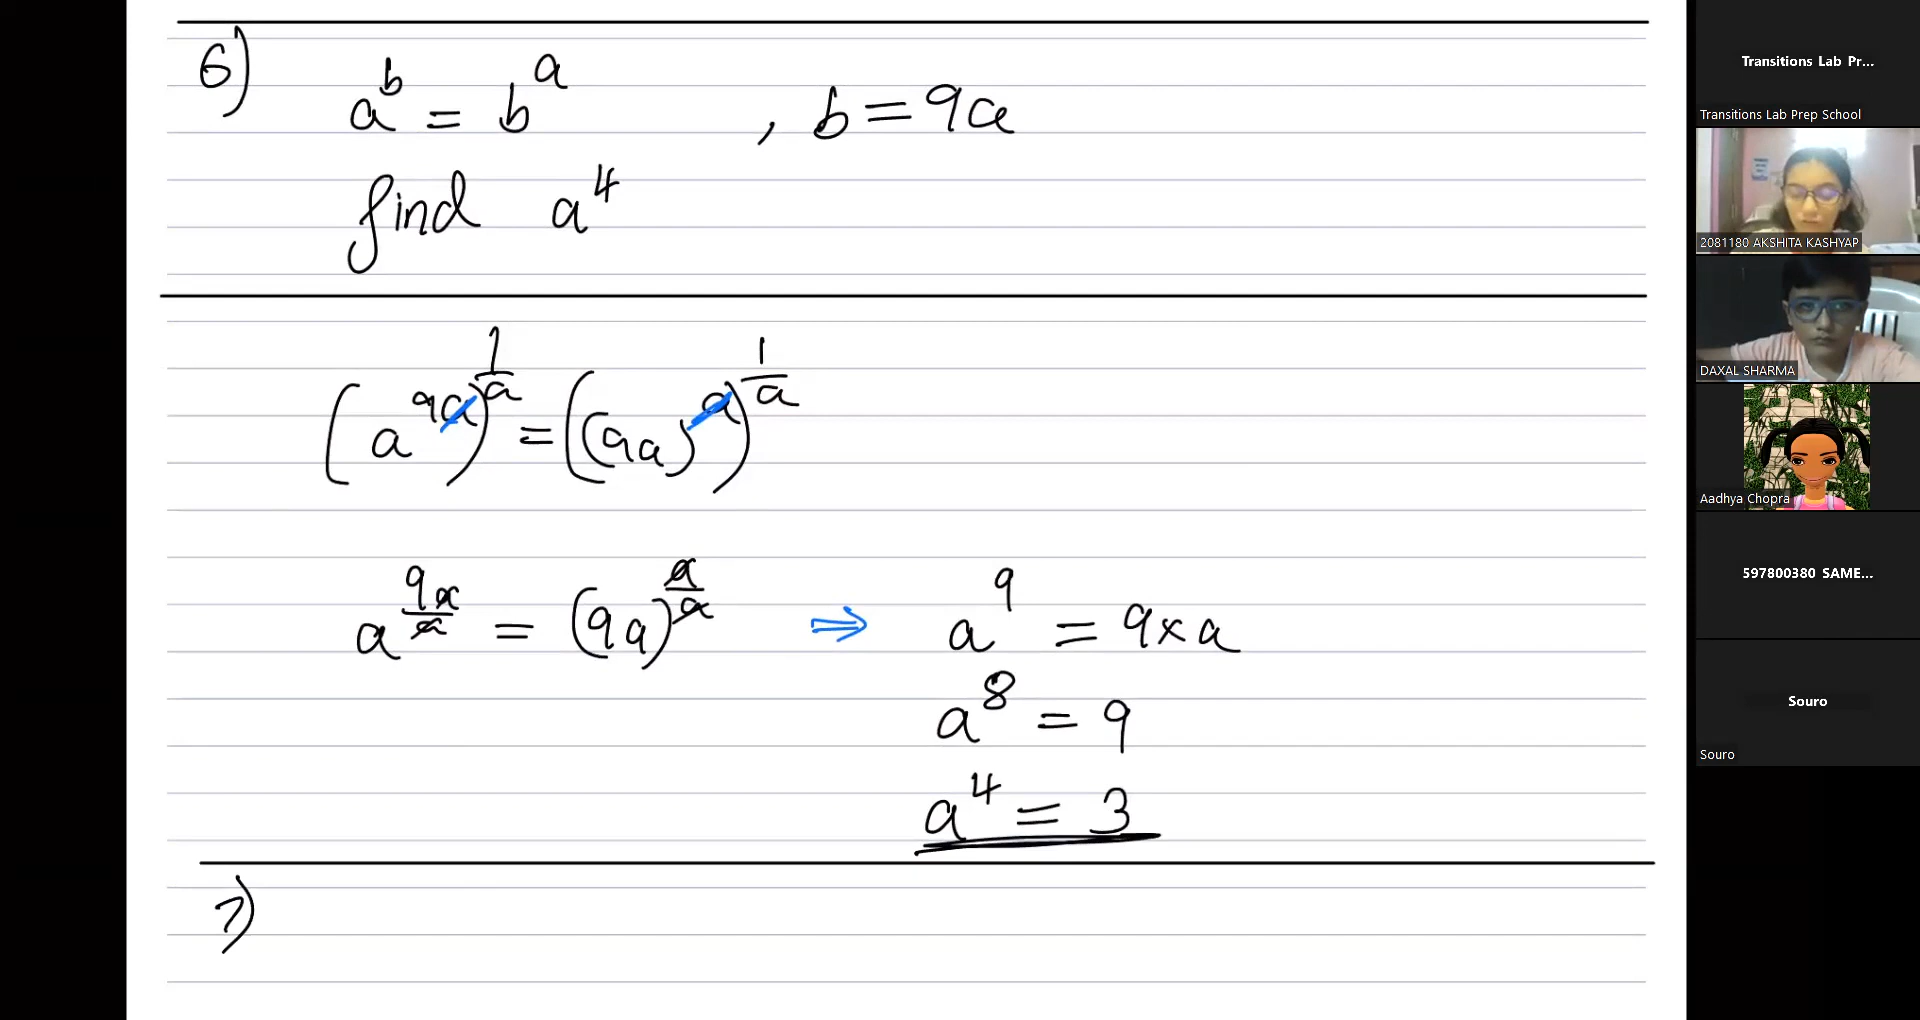 6) a^b = b^a , b = 9a
find a^4
(a^{9a})^{1/a} = ((9a)^a)^{1/a}
a^{9a/a} = (9a)^{a/a} ⇒ a^9 = 9×a
a^8 = 9
a^4 = 3
7)
Transitions Lab Pr...
Transitions Lab Prep School
2081180 AKSHITA KASHYAP
DAXAL SHARMA
Aadhya Chopra
597800380 SAME...
Souro
Souro